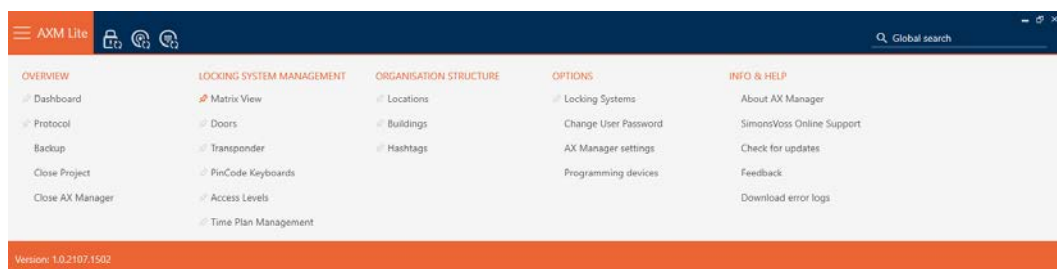 AXM Lite
Global search
OVERVIEW
Dashboard
Protocol
Backup
Close Project
Close AX Manager
LOCKING SYSTEM MANAGEMENT
Matrix View
Doors
Transponder
PinCode Keyboards
Access Levels
Time Plan Management
ORGANISATION STRUCTURE
Locations
Buildings
Hashtags
OPTIONS
Locking Systems
Change User Password
AX Manager settings
Programming devices
INFO & HELP
About AX Manager
SimonsVoss Online Support
Check for updates
Feedback
Download error logs
Version: 1.0.2107.1502